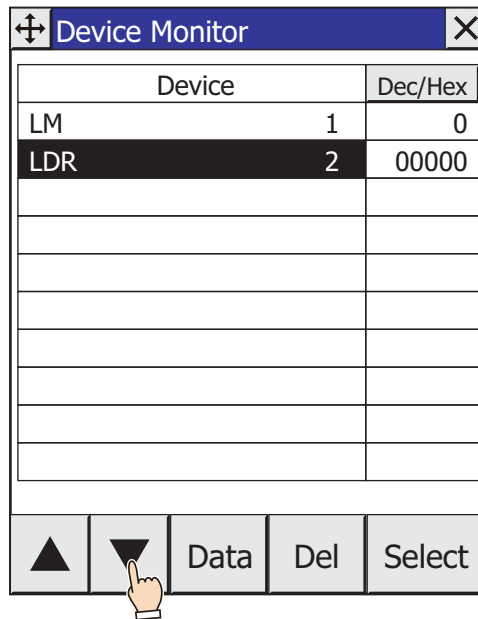 Device Monitor
Device Dec/Hex
LM 1 0
LDR 2 00000
Data Del Select